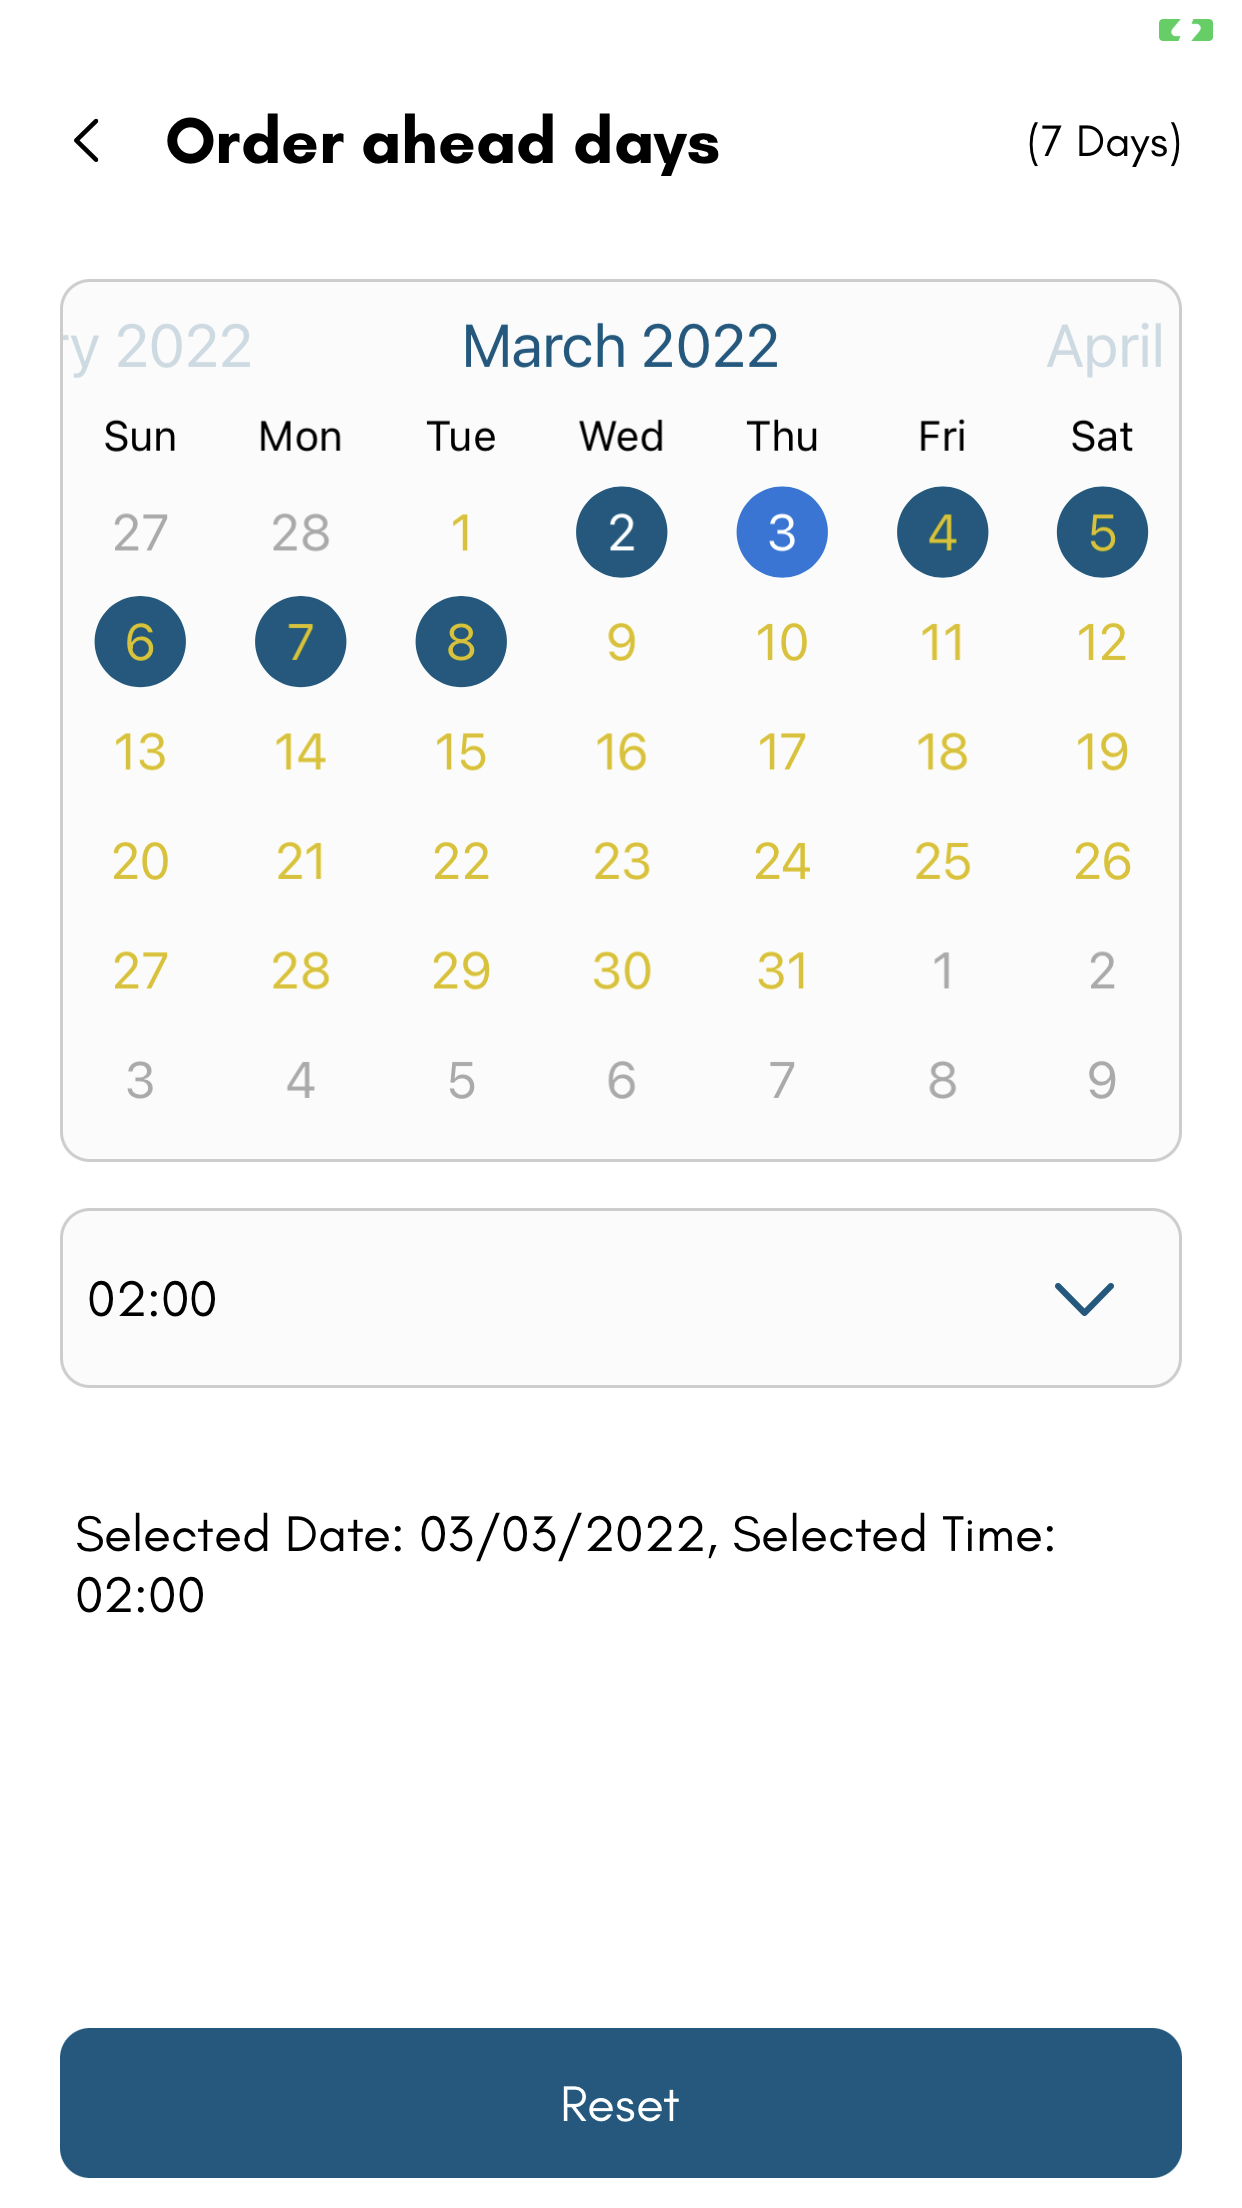 Order ahead days (7 Days)
ry 2022 March 2022 April
Sun Mon Tue Wed Thu Fri Sat
27 28 1 2 3 4 5
6 7 8 9 10 11 12
13 14 15 16 17 18 19
20 21 22 23 24 25 26
27 28 29 30 31 1 2
3 4 5 6 7 8 9
02:00
Selected Date: 03/03/2022, Selected Time:
02:00
Reset